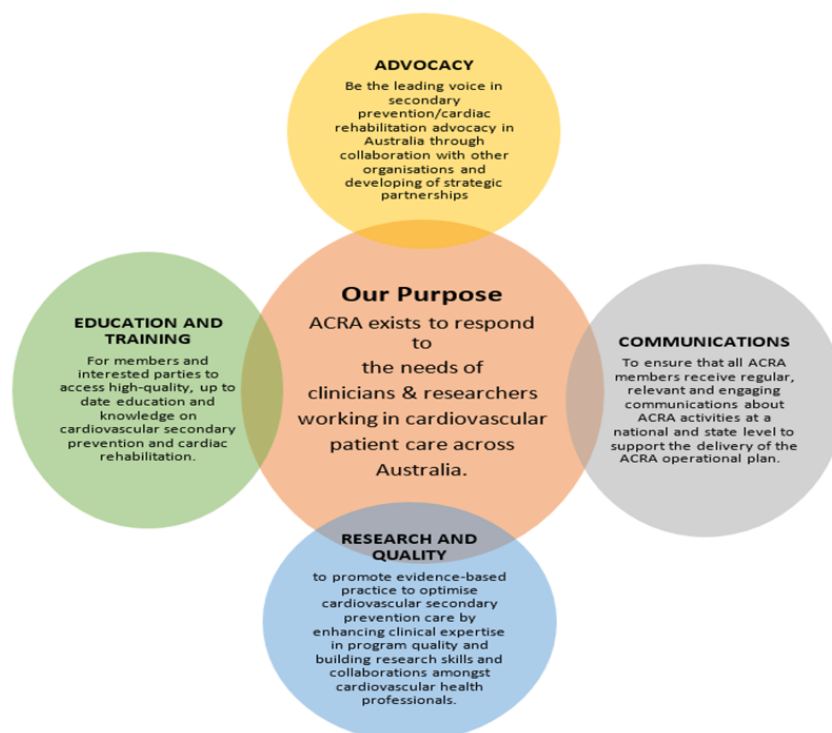 ADVOCACY
Be the leading voice in
secondary
prevention/cardiac
rehabilitation advocacy in
Australia through
collaboration with other
organisations and
developing of strategic
partnerships
Our Purpose
ACRA exists to respond
to
the needs of
clinicians & researchers
working in cardiovascular
patient care across
Australia.
EDUCATION AND
TRAINING
For members and
interested parties to
access high-quality, up to
date education and
knowledge on
cardiovascular secondary
prevention and cardiac
rehabilitation.
COMMUNICATIONS
To ensure that all ACRA
members receive regular,
relevant and engaging
communications about
ACRA activities at a
national and state level to
support the delivery of the
ACRA operational plan.
RESEARCH AND
QUALITY
to promote evidence-based
practice to optimise
cardiovascular secondary
prevention care by
enhancing clinical expertise
in program quality and
building research skills and
collaborations amongst
cardiovascular health
professionals.